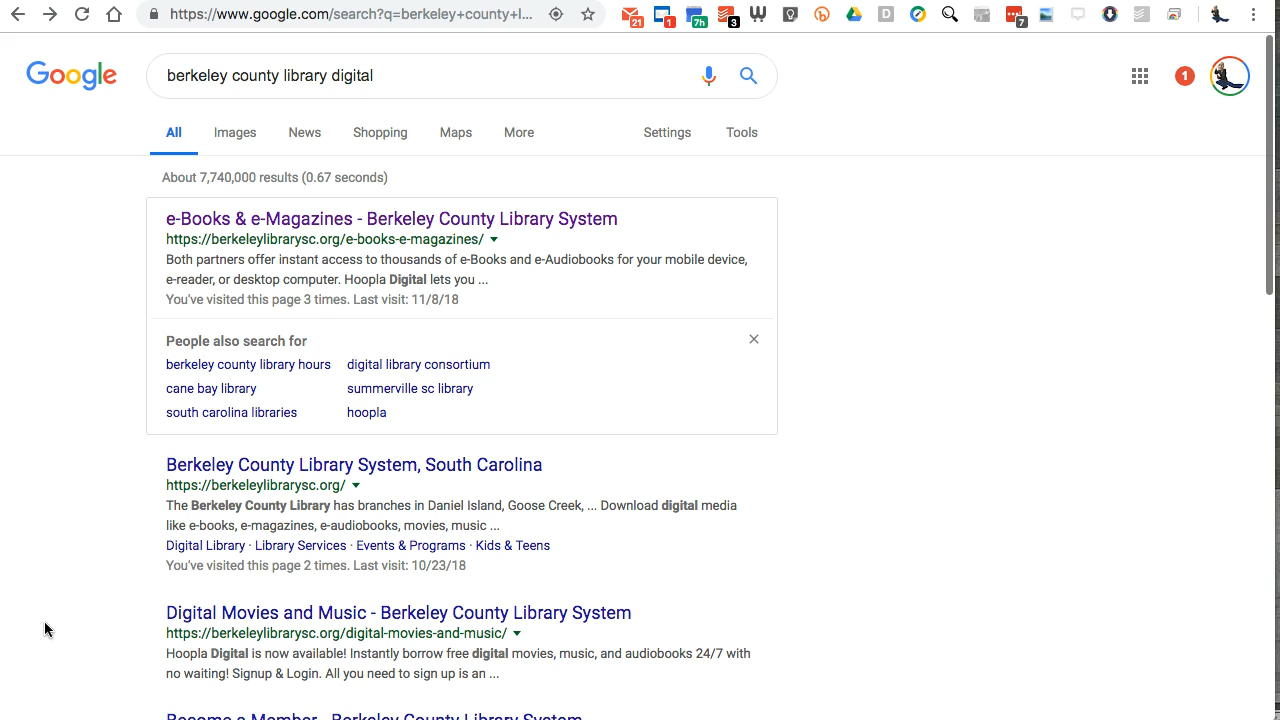 https://www.google.com/search?q=berkeley+county+l...
21
1
7h
3
D
7
Google
berkeley county library digital
1
All Images News Shopping Maps More Settings Tools
About 7,740,000 results (0.67 seconds)
e-Books & e-Magazines - Berkeley County Library System
https://berkeleylibrarysc.org/e-books-e-magazines/
Both partners offer instant access to thousands of e-Books and e-Audiobooks for your mobile device,
e-reader, or desktop computer. Hoopla Digital lets you ...
You've visited this page 3 times. Last visit: 11/8/18
People also search for
berkeley county library hours digital library consortium
cane bay library summerville sc library
south carolina libraries hoopla
Berkeley County Library System, South Carolina
https://berkeleylibrarysc.org/
The Berkeley County Library has branches in Daniel Island, Goose Creek, ... Download digital media
like e-books, e-magazines, e-audiobooks, movies, music ...
Digital Library · Library Services · Events & Programs · Kids & Teens
You've visited this page 2 times. Last visit: 10/23/18
Digital Movies and Music - Berkeley County Library System
https://berkeleylibrarysc.org/digital-movies-and-music/
Hoopla Digital is now available! Instantly borrow free digital movies, music, and audiobooks 24/7 with
no waiting! Signup & Login. All you need to sign up is an ...
Become a Member - Berkeley County Library System